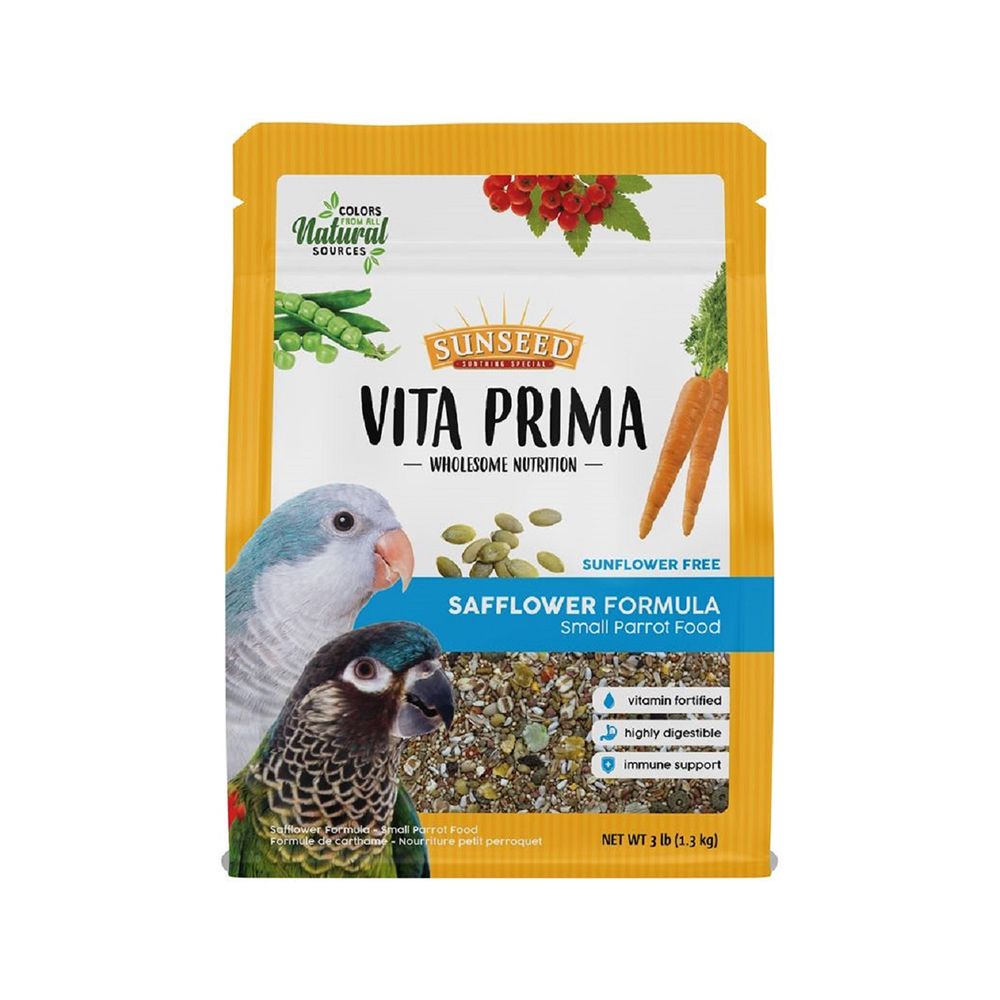 COLORS
FROM ALL
Natural
SOURCES
SUNSEED®
SUNTHING SPECIAL
VITA PRIMA
— WHOLESOME NUTRITION —
SUNFLOWER FREE
SAFFLOWER FORMULA
Small Parrot Food
vitamin fortified
highly digestible
immune support
Safflower Formula - Small Parrot Food
Formule de carthame - Nourriture petit perroquet
NET WT 3 lb (1.3 kg)